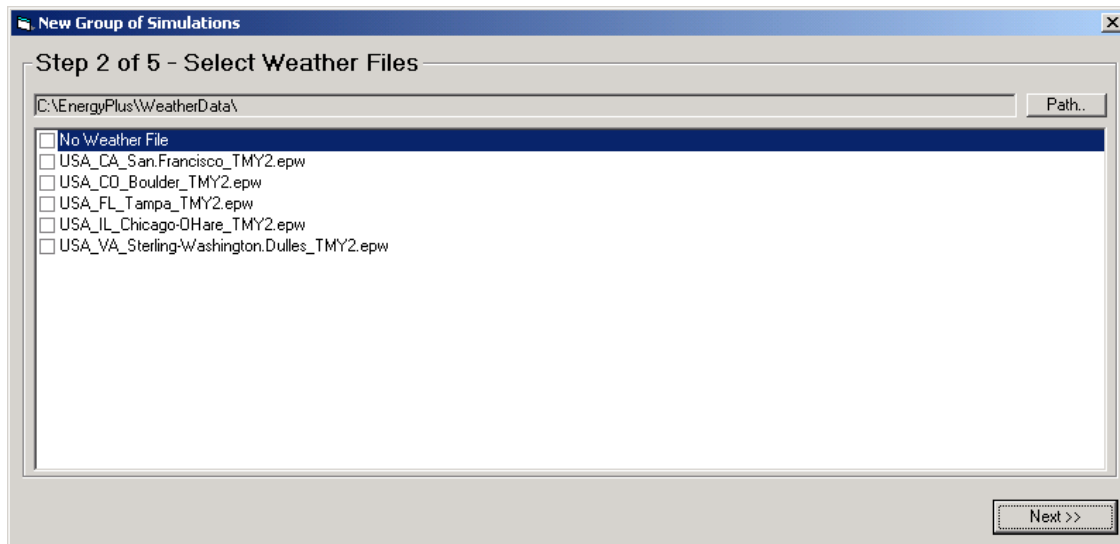 New Group of Simulations
Step 2 of 5 - Select Weather Files
C:\EnergyPlus\WeatherData\
Path..
No Weather File
USA_CA_San.Francisco_TMY2.epw
USA_CO_Boulder_TMY2.epw
USA_FL_Tampa_TMY2.epw
USA_IL_Chicago-OHare_TMY2.epw
USA_VA_Sterling-Washington.Dulles_TMY2.epw
Next >>